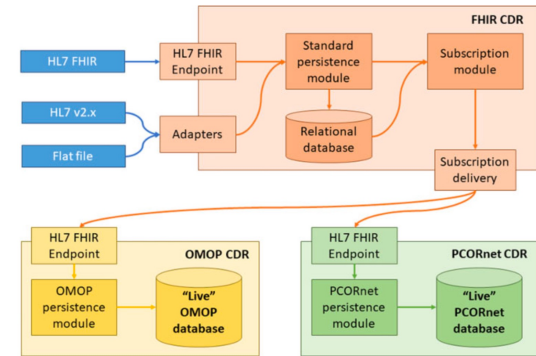 FHIR CDR
HL7 FHIR
HL7 FHIR
Endpoint
Standard
persistence
module
Subscription
module
HL7 v2.x
Adapters
Relational
database
Flat file
Subscription
delivery
HL7 FHIR
Endpoint
OMOP CDR
OMOP
persistence
module
“Live”
OMOP
database
HL7 FHIR
Endpoint
PCORnet CDR
PCORnet
persistence
module
“Live”
PCORnet
database